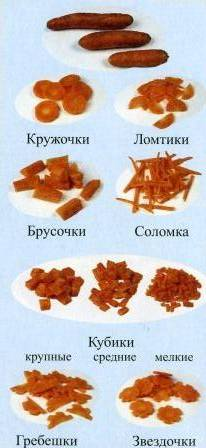 Кружочки Ломтики
Брусочки Соломка
Кубики
крупные средние мелкие
Гребешки Звездочки